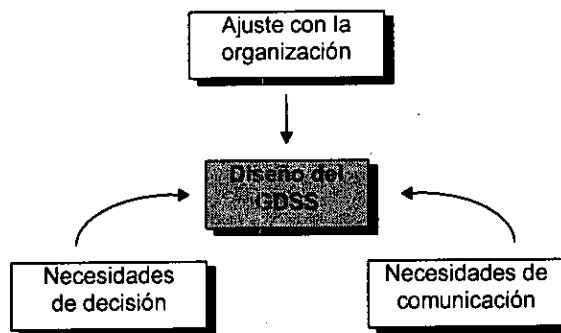 Ajuste con la
organización
Diseño del
GDSS
Necesidades
de decisión
Necesidades de
comunicación